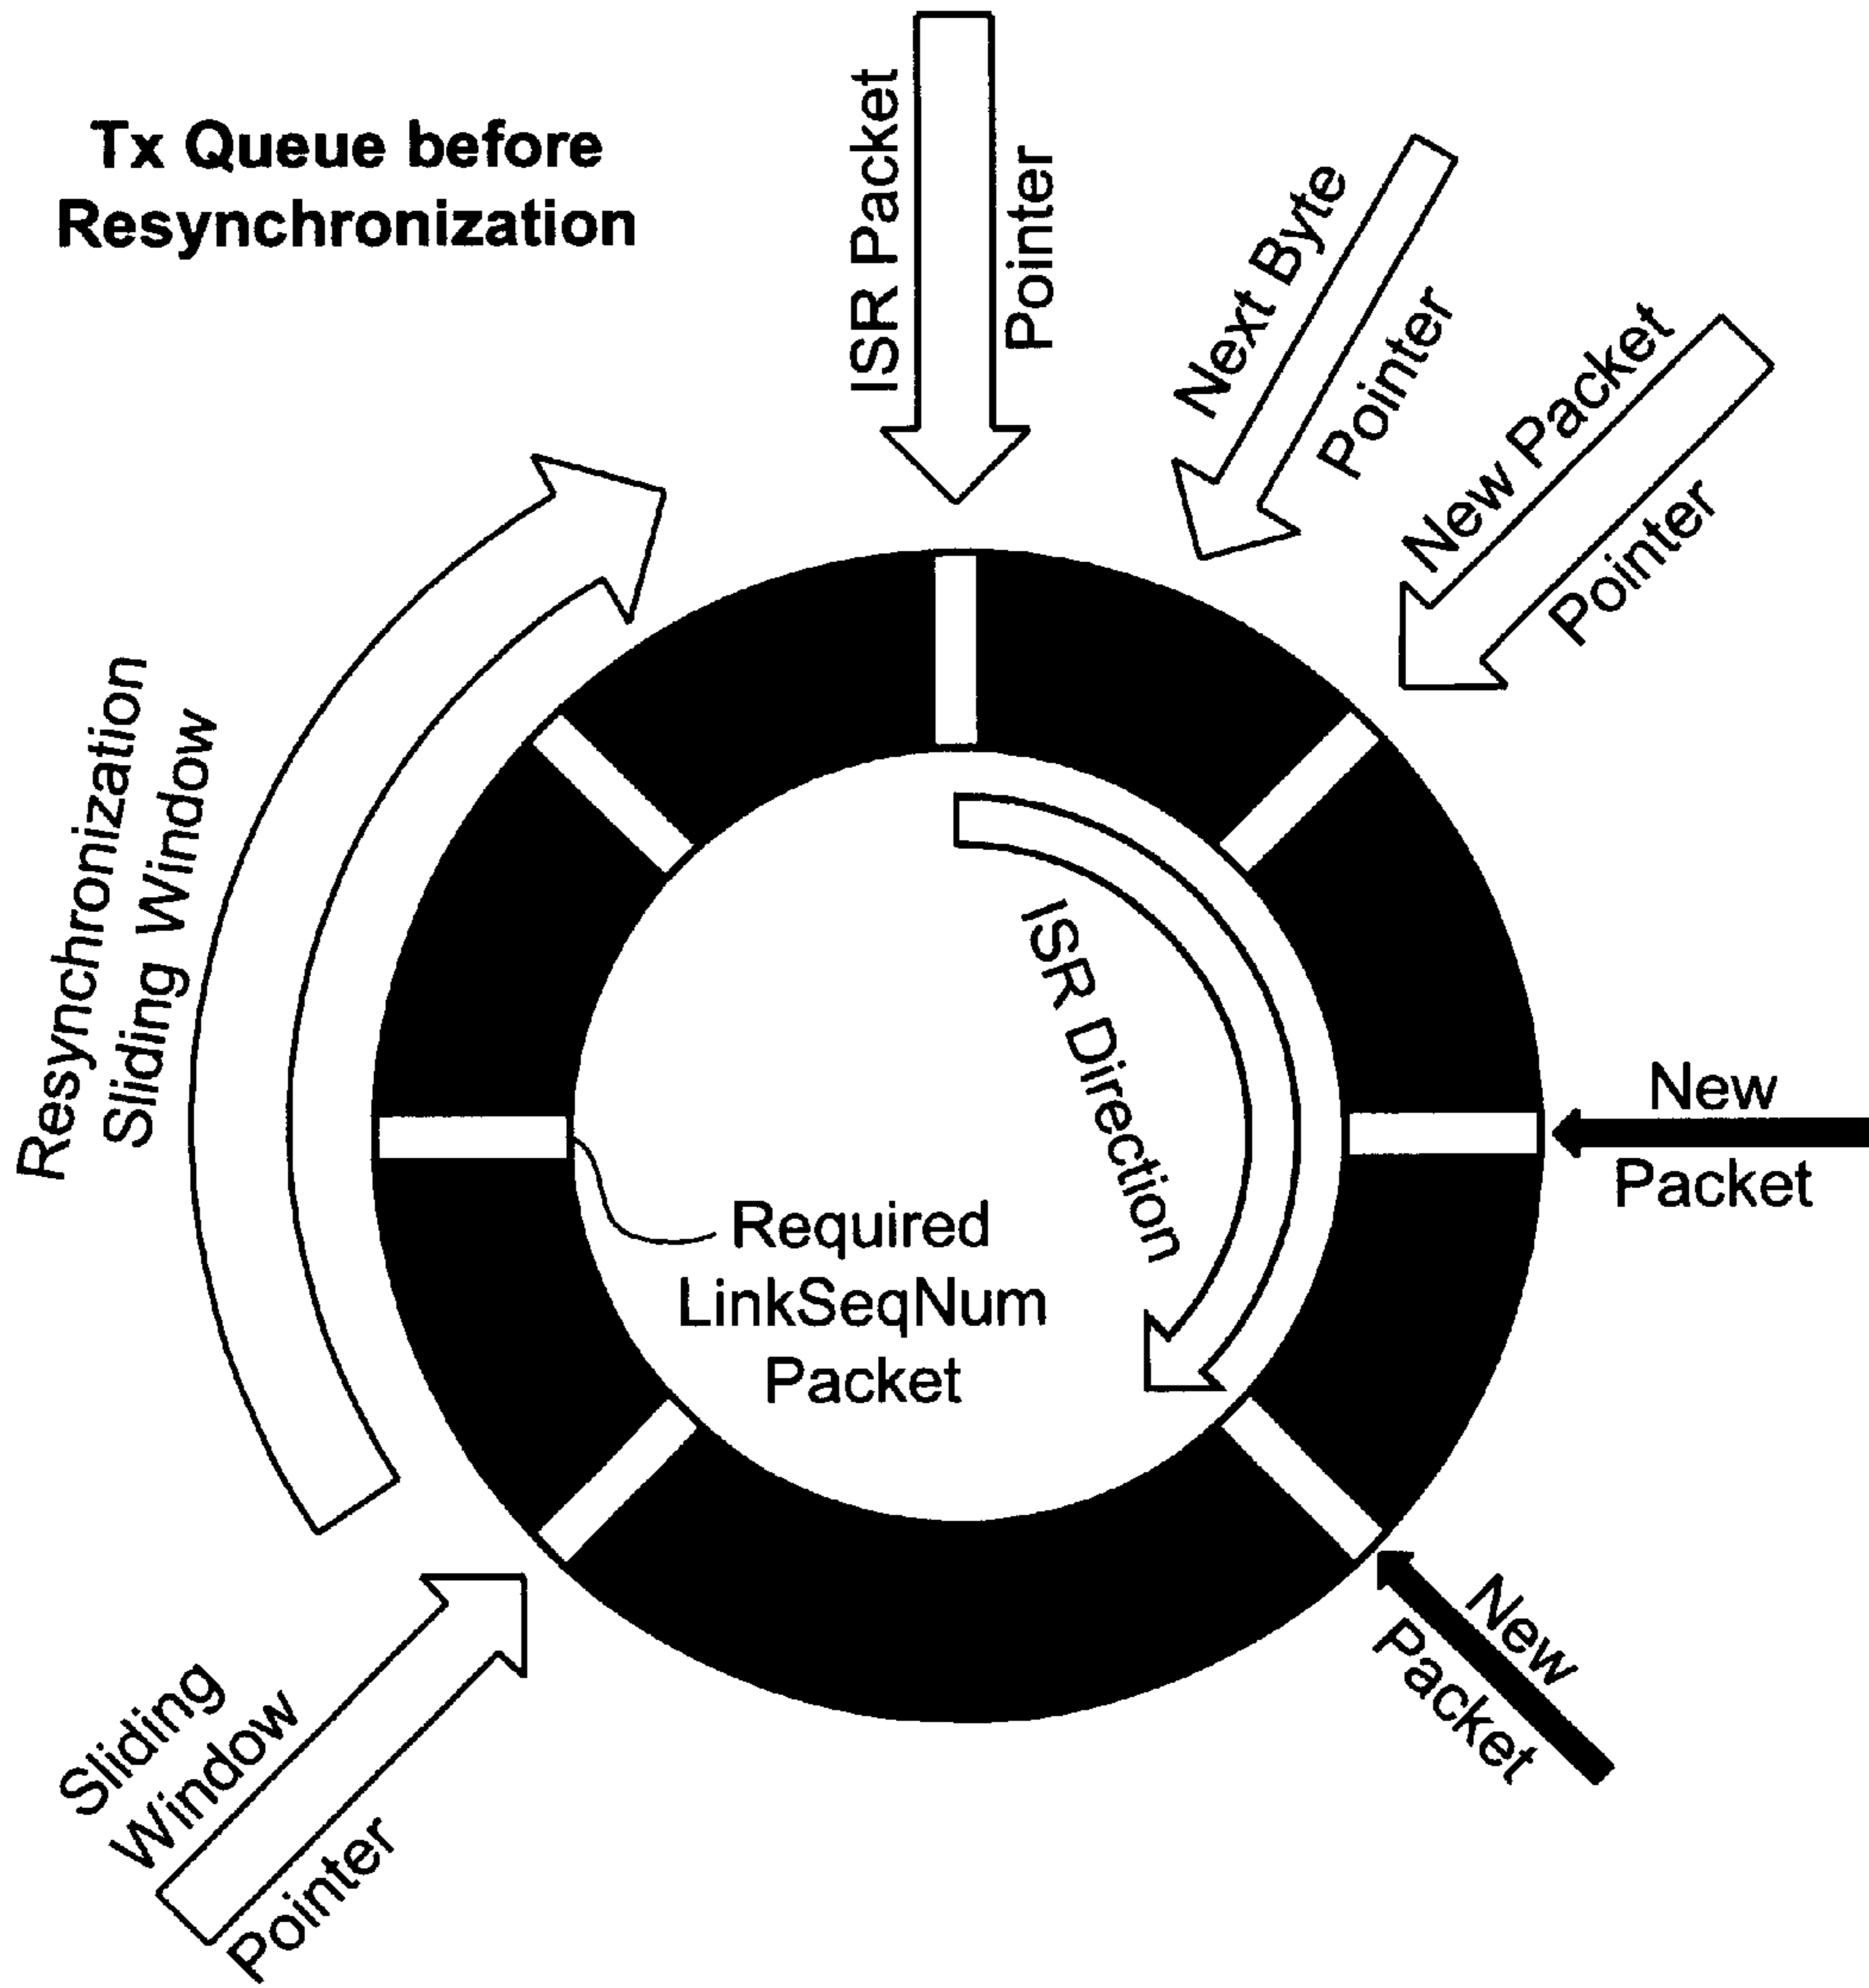 Tx Queue before
Resynchronization
ISR Packet
Pointer
Next Byte
Pointer
New Packet
Pointer
Resynchronization
Sliding Window
ISR Direction
New
Packet
Required
LinkSeqNum
Packet
New
Packet
Sliding
Window
Pointer